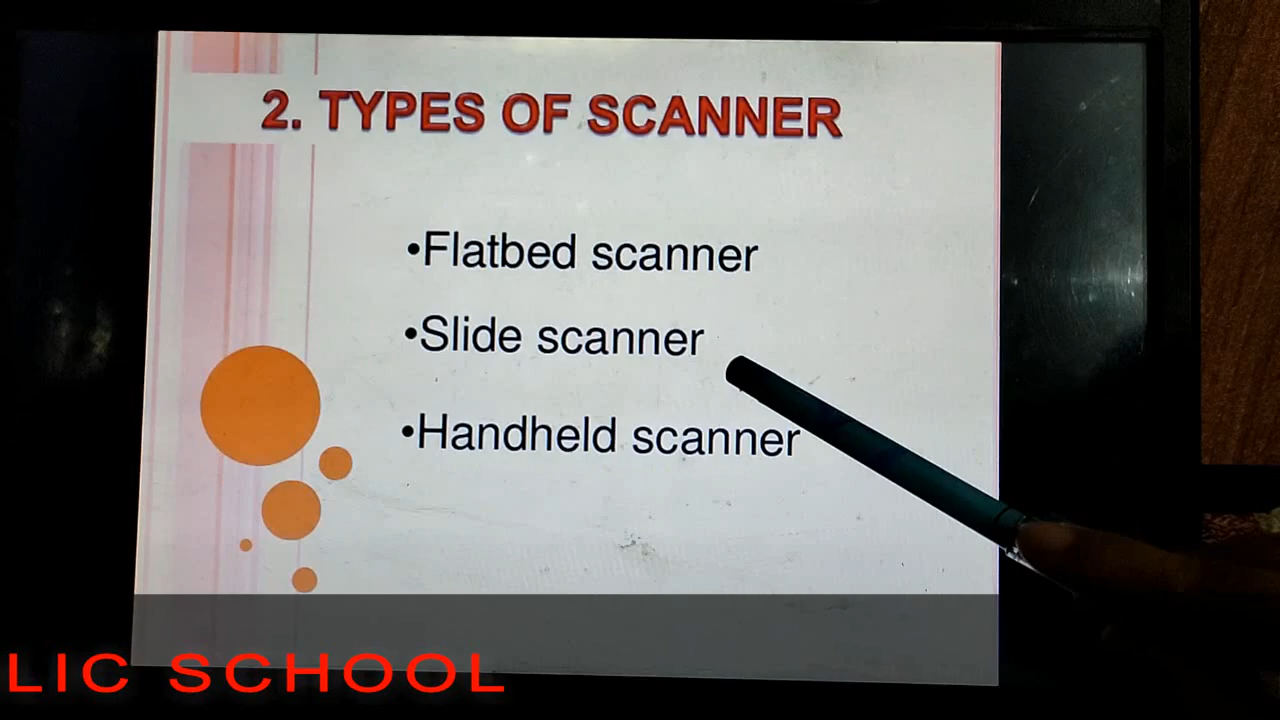 2. TYPES OF SCANNER
•Flatbed scanner
•Slide scanner
•Handheld scanner
LIC SCHOOL